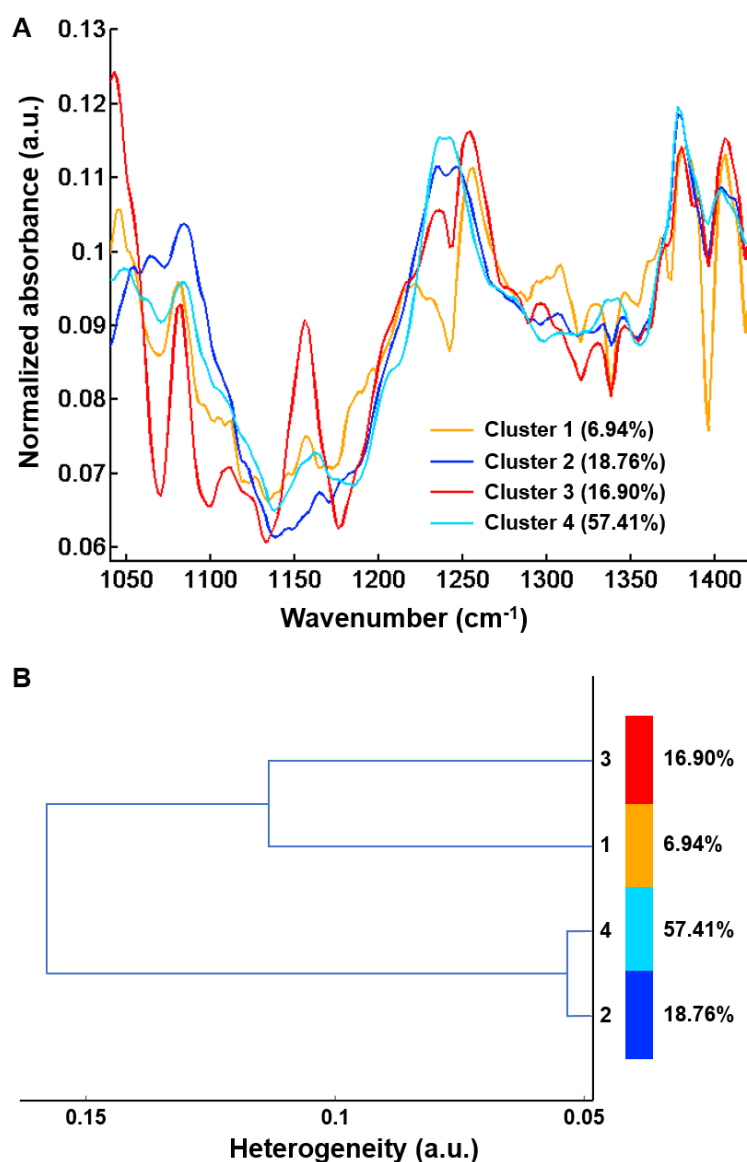 A
0.13
0.12
0.11
0.1
0.09
0.08
0.07
0.06
Normalized absorbance (a.u.)
Cluster 1 (6.94%)
Cluster 2 (18.76%)
Cluster 3 (16.90%)
Cluster 4 (57.41%)
1050 1100 1150 1200 1250 1300 1350 1400
Wavenumber (cm-1)
B
3 16.90%
1 6.94%
4 57.41%
2 18.76%
0.15 0.1 0.05
Heterogeneity (a.u.)